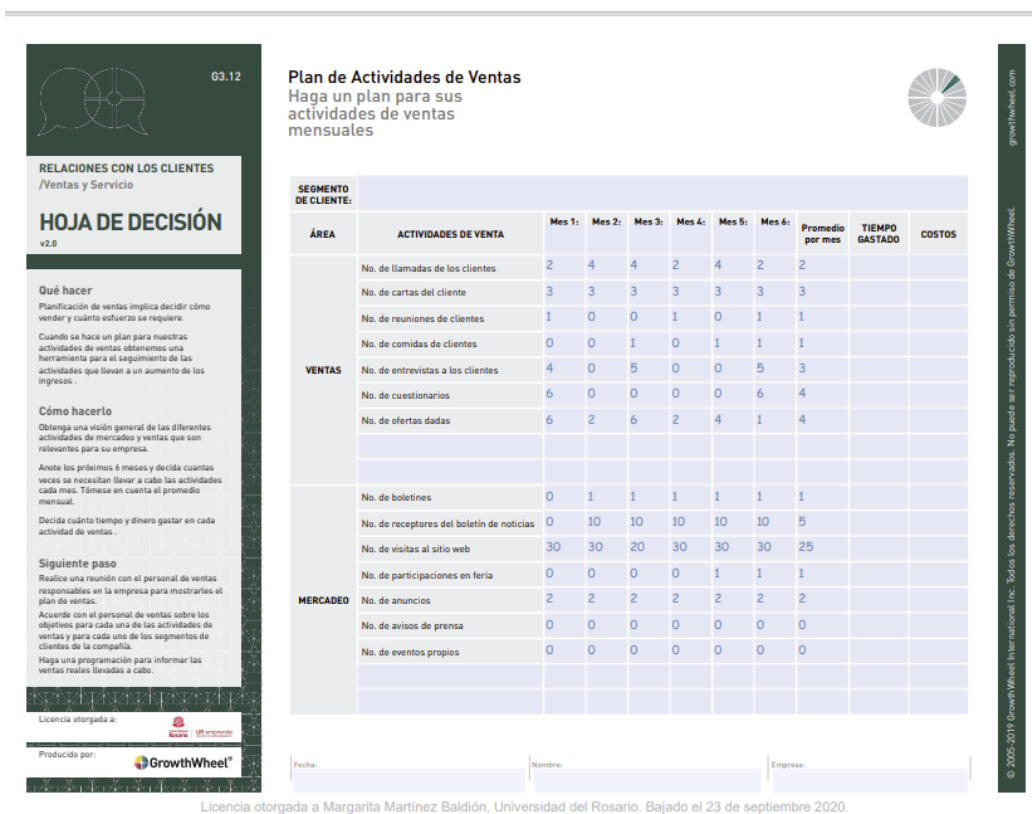 G3.12
RELACIONES CON LOS CLIENTES
/Ventas y Servicio
HOJA DE DECISIÓN
v2.0
Qué hacer
Planificación de ventas implica decidir cómo
vender y cuánto esfuerzo se requiere.
Cuando se hace un plan para nuestras
actividades de ventas obtenemos una
herramienta para el seguimiento de las
actividades que llevan a un aumento de los
ingresos .
Cómo hacerlo
Obtenga una visión general de las diferentes
actividades de mercadeo y ventas que son
relevantes para su empresa.
Anote los próximos 6 meses y decida cuantas
veces se necesitan llevar a cabo las actividades
cada mes. Tómese en cuenta el promedio
mensual.
Decida cuánto tiempo y dinero gastar en cada
actividad de ventas .
Siguiente paso
Realice una reunión con el personal de ventas
responsables en la empresa para mostrarles el
plan de ventas.
Acuerde con el personal de ventas sobre los
objetivos para cada una de las actividades de
ventas y para cada uno de los segmentos de
clientes de la compañía.
Haga una programación para informar las
ventas reales llevadas a cabo.
Licencia otorgada a:
Rosario
UR emprende
Producido por:
GrowthWheel®
Plan de Actividades de Ventas
Haga un plan para sus
actividades de ventas
mensuales
SEGMENTO
DE CLIENTE:
ÁREA ACTIVIDADES DE VENTA Mes 1: Mes 2: Mes 3: Mes 4: Mes 5: Mes 6: Promedio por mes TIEMPO GASTADO COSTOS
VENTAS
No. de llamadas de los clientes 2 4 4 2 4 2 2
No. de cartas del cliente 3 3 3 3 3 3 3
No. de reuniones de clientes 1 0 0 1 0 1 1
No. de comidas de clientes 0 0 1 0 1 1 1
No. de entrevistas a los clientes 4 0 5 0 0 5 3
No. de cuestionarios 6 0 0 0 0 6 4
No. de ofertas dadas 6 2 6 2 4 1 4
MERCADEO
No. de boletines 0 1 1 1 1 1 1
No. de receptores del boletín de noticias 0 10 10 10 10 10 5
No. de visitas al sitio web 30 30 20 30 30 30 25
No. de participaciones en feria 0 0 0 0 1 1 1
No. de anuncios 2 2 2 2 2 2 2
No. de avisos de prensa 0 0 0 0 0 0 0
No. de eventos propios 0 0 0 0 0 0 0
Fecha: Nombre: Empresa:
growthwheel.com
© 2005-2019 GrowthWheel International Inc. Todos los derechos reservados. No puede ser reproducido sin permiso de GrowthWheel.
Licencia otorgada a Margarita Martínez Baldión, Universidad del Rosario. Bajado el 23 de septiembre 2020.